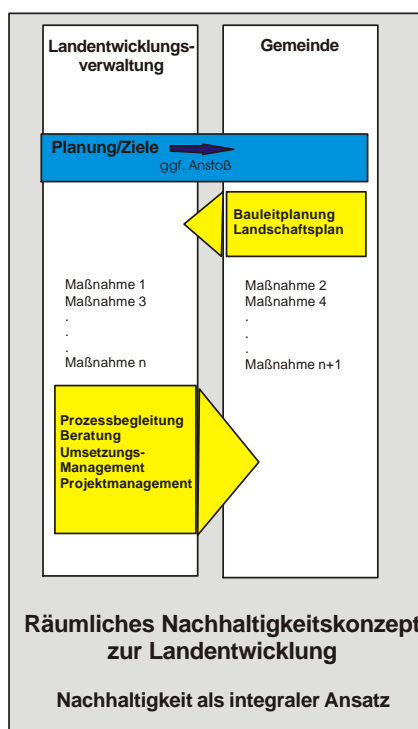 Landentwicklungs-
verwaltung
Gemeinde
Planung/Ziele
ggf. Anstoß
Bauleitplanung
Landschaftsplan
Maßnahme 1
Maßnahme 3
.
.
.
Maßnahme n
Maßnahme 2
Maßnahme 4
.
.
.
Maßnahme n+1
Prozessbegleitung
Beratung
Umsetzungs-
Management
Projektmanagement
Räumliches Nachhaltigkeitskonzept
zur Landentwicklung
Nachhaltigkeit als integraler Ansatz